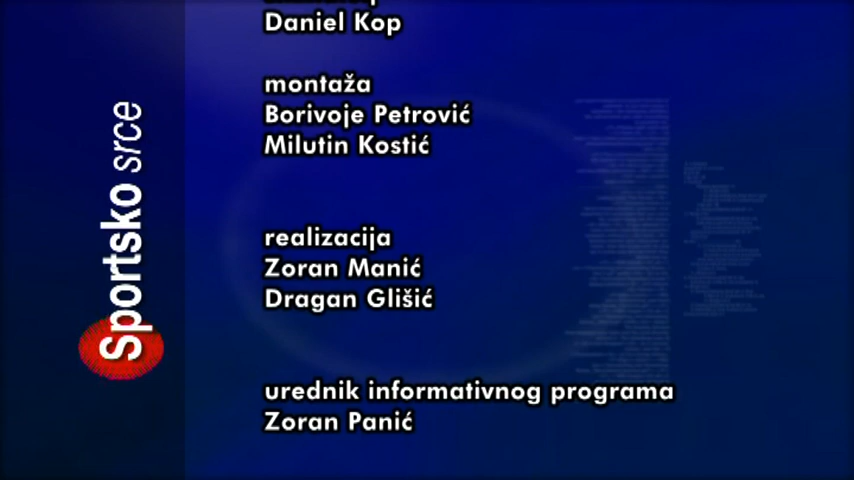 Daniel Kop
montaža
Borivoje Petrović
Milutin Kostić
realizacija
Zoran Manić
Dragan Glišić
urednik informativnog programa
Zoran Panić
Sportsko srce